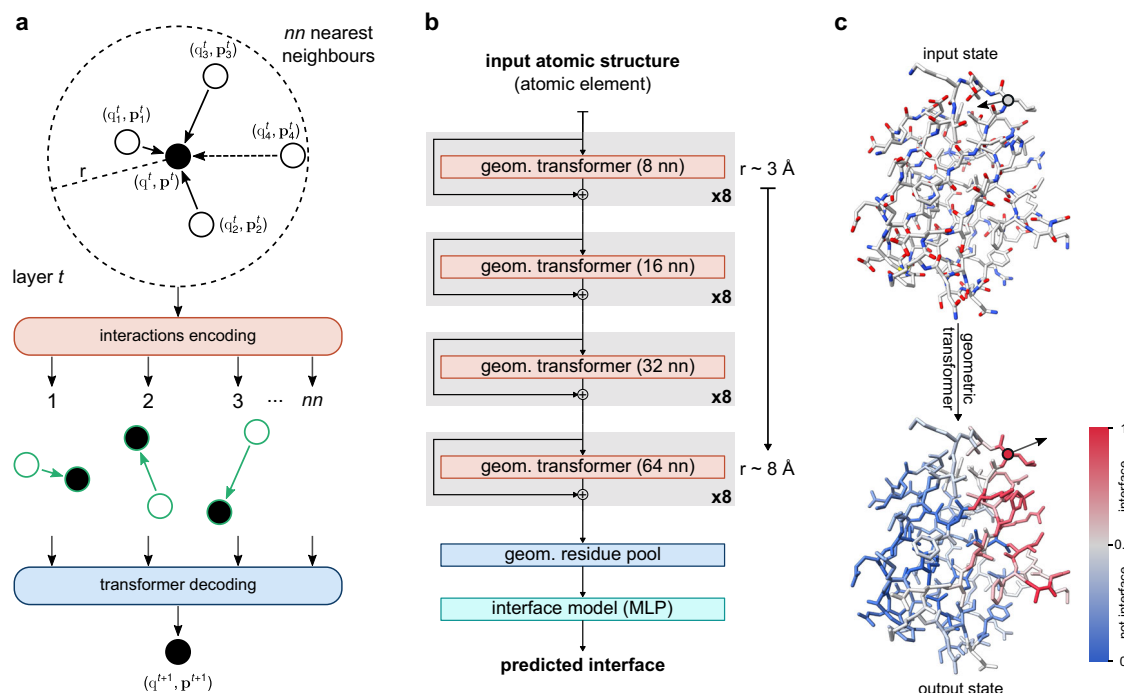 a
nn nearest
neighbours
(q₃ᵗ, p₃ᵗ)
(q₁ᵗ, p₁ᵗ)
(q₄ᵗ, p₄ᵗ)
r
(qᵗ, pᵗ)
(q₂ᵗ, p₂ᵗ)
layer t
interactions encoding
1 2 3 ... nn
transformer decoding
(qᵗ⁺¹, pᵗ⁺¹)
b
input atomic structure
(atomic element)
geom. transformer (8 nn)
x8
r ~ 3 Å
geom. transformer (16 nn)
x8
geom. transformer (32 nn)
x8
geom. transformer (64 nn)
x8
r ~ 8 Å
geom. residue pool
interface model (MLP)
predicted interface
c
input state
geometric
transformer
1
interface
0.
not interface
0
output state